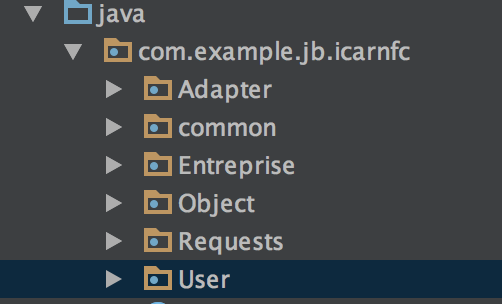 java
com.example.jb.icarnfc
Adapter
common
Entreprise
Object
Requests
User